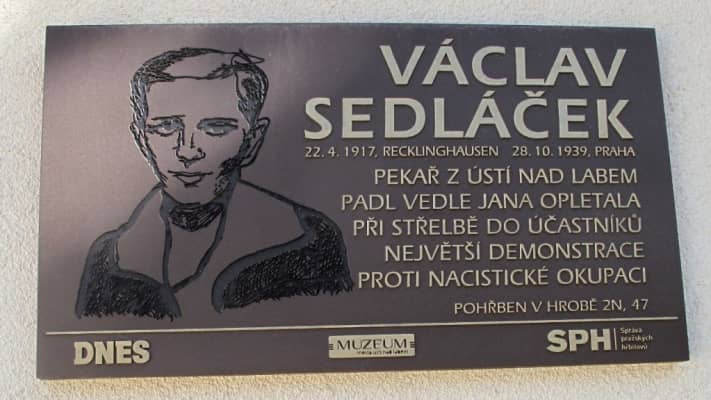 VÁCLAV
SEDLÁČEK
22. 4. 1917, RECKLINGHAUSEN 28. 10. 1939, PRAHA
PEKAŘ Z ÚSTÍ NAD LABEM
PADL VEDLE JANA OPLETALA
PŘI STŘELBĚ DO ÚČASTNÍKŮ
NEJVĚTŠÍ DEMONSTRACE
PROTI NACISTICKÉ OKUPACI
POHŘBEN V HROBĚ 2N, 47
DNES
MUZEUM
SPH
Správa
pražských
hřbitovů